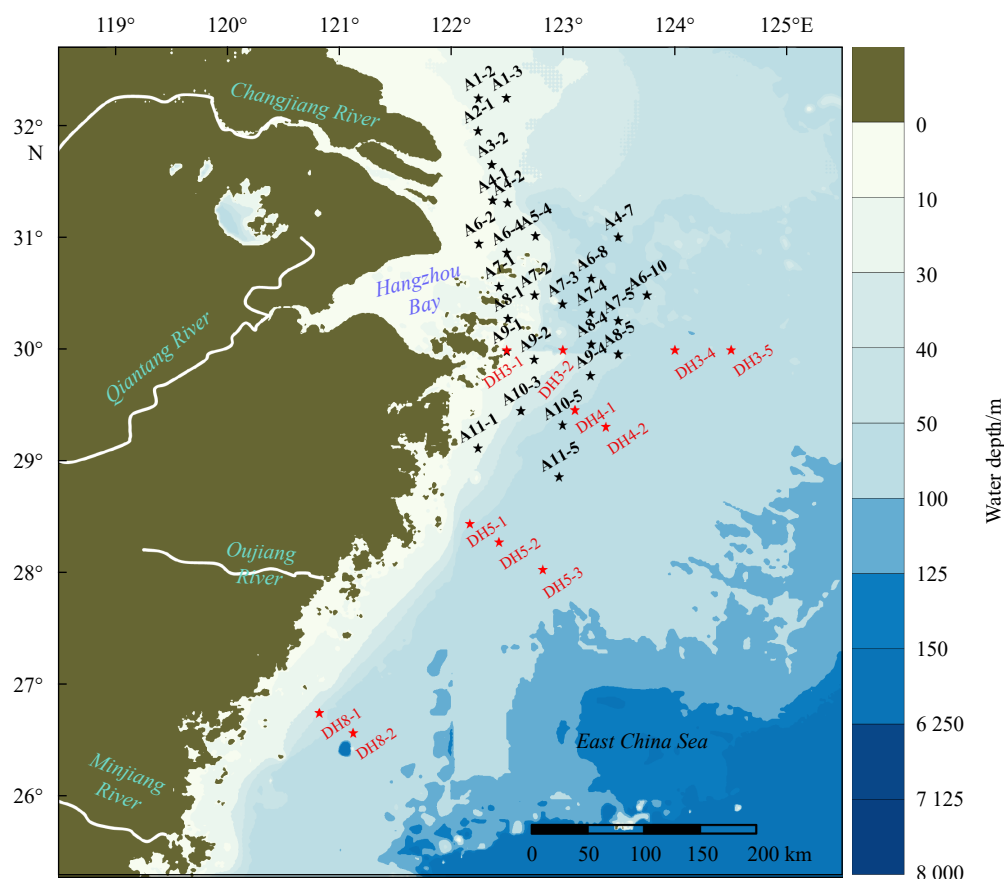 119° 120° 121° 122° 123° 124° 125°E
32°
N
31°
30°
29°
28°
27°
26°
Changjiang River
Hangzhou
Bay
Qiantang River
Oujiang
River
Minjiang
River
East China Sea
A1-2
A1-3
A2-1
A3-2
A4-1
A4-2
A6-2
A6-4
A5-4
A4-7
A7-1
A7-2
A7-3
A6-8
A7-4
A6-10
A8-1
A7-5
A8-4
A9-1
A9-2
A8-5
A9-4
DH3-1
DH3-2
DH3-4
DH3-5
A10-3
A10-5
DH4-1
DH4-2
A11-1
A11-5
DH5-1
DH5-2
DH5-3
DH8-1
DH8-2
0 50 100 150 200 km
0
10
20
30
40
50
100
125
150
6 250
7 125
8 000
Water depth/m